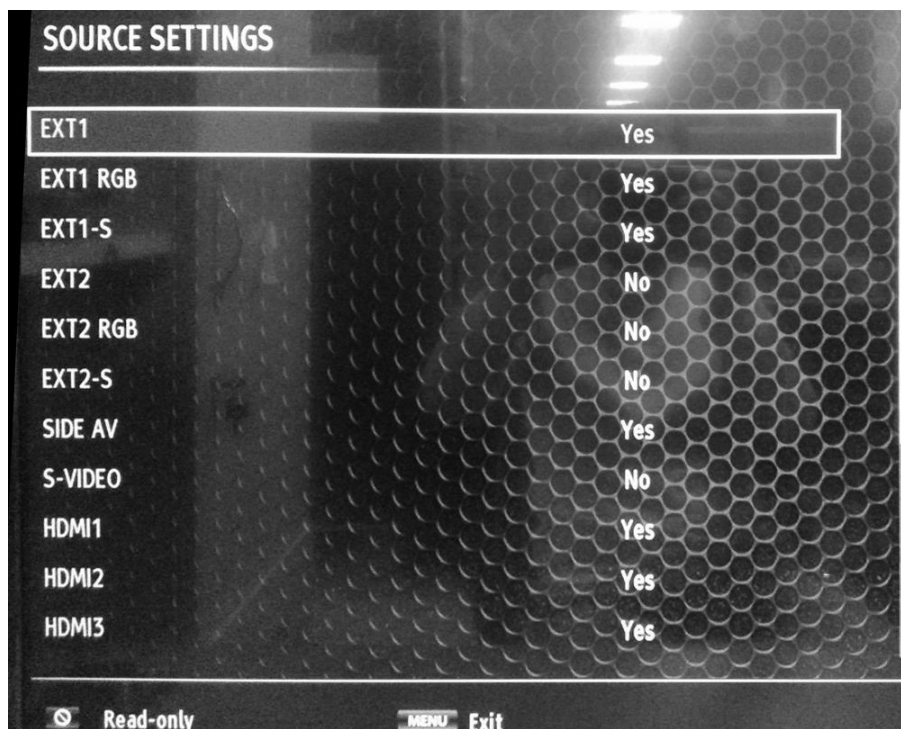 SOURCE SETTINGS
EXT1 Yes
EXT1 RGB Yes
EXT1-S Yes
EXT2 No
EXT2 RGB No
EXT2-S No
SIDE AV Yes
S-VIDEO No
HDMI1 Yes
HDMI2 Yes
HDMI3 Yes
Read-only MENU Exit